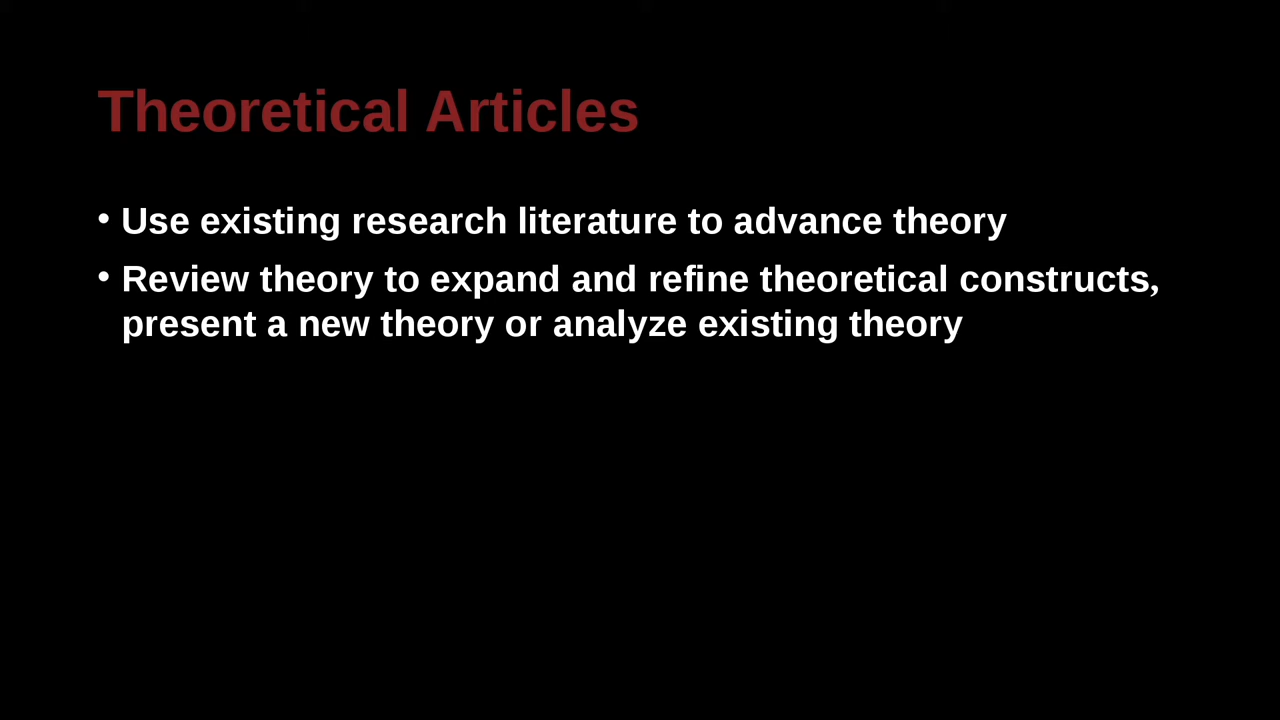 Theoretical Articles
• Use existing research literature to advance theory
• Review theory to expand and refine theoretical constructs,
present a new theory or analyze existing theory